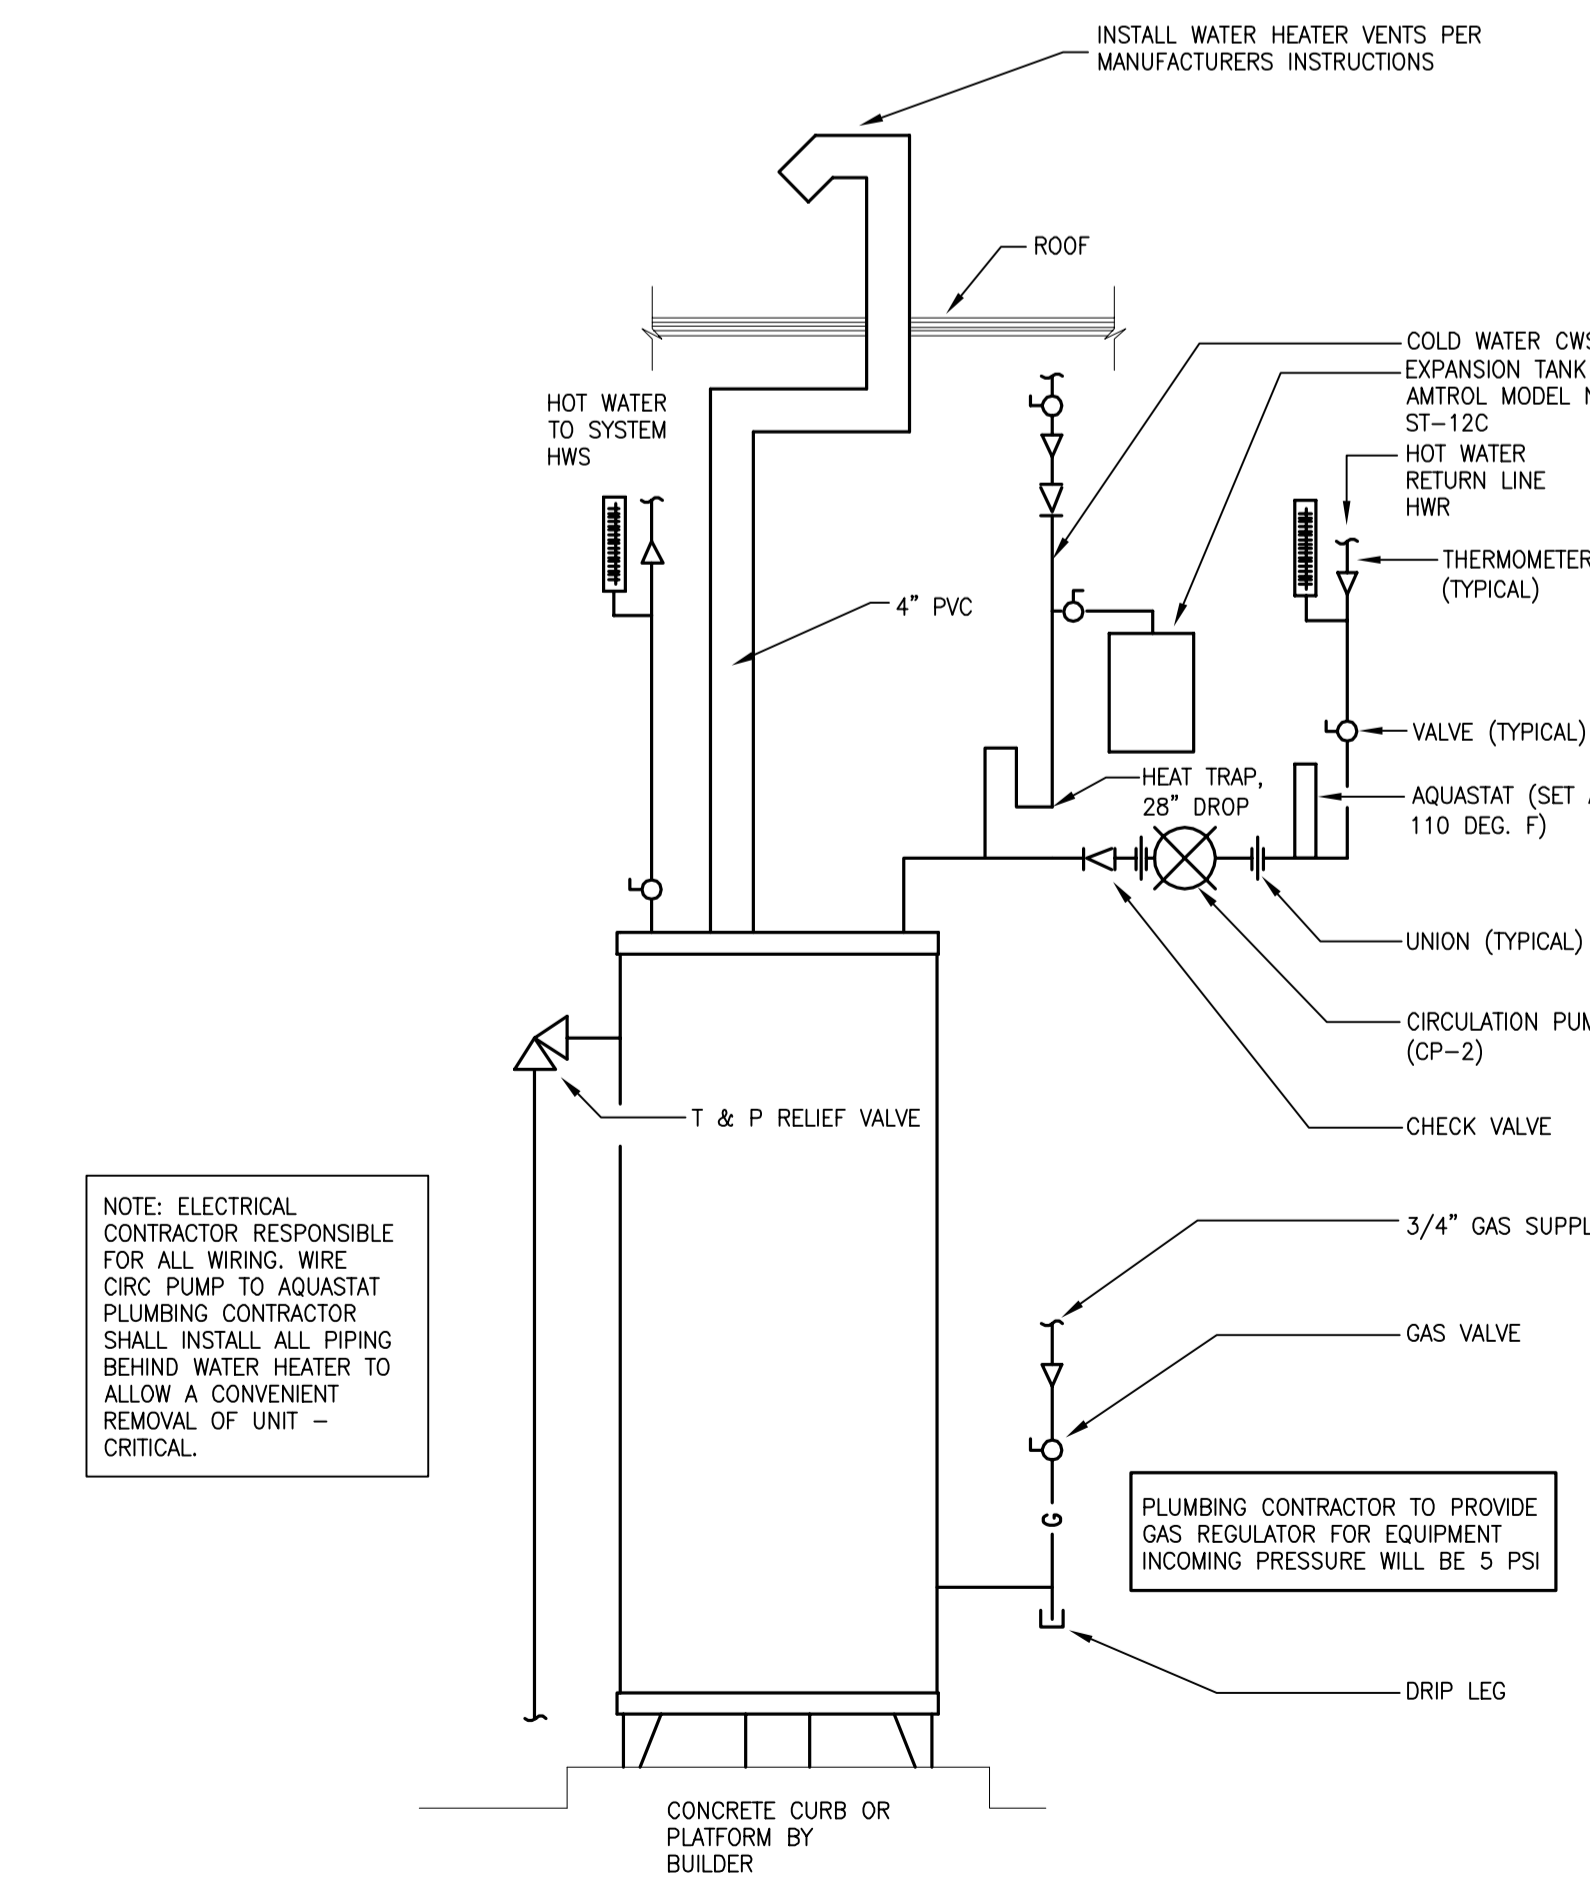 INSTALL WATER HEATER VENTS PER
MANUFACTURERS INSTRUCTIONS
ROOF
COLD WATER
EXPANSION TANK
AMTROL MODEL
ST-12C
HOT WATER
TO SYSTEM
HWS
HOT WATER
RETURN LINE
HWR
THERMOMETER
(TYPICAL)
4" PVC
VALVE (TYPICAL)
HEAT TRAP,
28" DROP
AQUASTAT (SET
110 DEG. F)
UNION (TYPICAL)
CIRCULATION
(CP-2)
T & P RELIEF VALVE
CHECK VALVE
NOTE: ELECTRICAL
CONTRACTOR RESPONSIBLE
FOR ALL WIRING. WIRE
CIRC PUMP TO AQUASTAT
PLUMBING CONTRACTOR
SHALL INSTALL ALL PIPING
BEHIND WATER HEATER TO
ALLOW A CONVENIENT
REMOVAL OF UNIT -
CRITICAL.
3/4" GAS
GAS VALVE
G
PLUMBING CONTRACTOR TO PROVIDE
GAS REGULATOR FOR EQUIPMENT
INCOMING PRESSURE WILL BE 5 PSI
DRIP LEG
CONCRETE CURB OR
PLATFORM BY
BUILDER